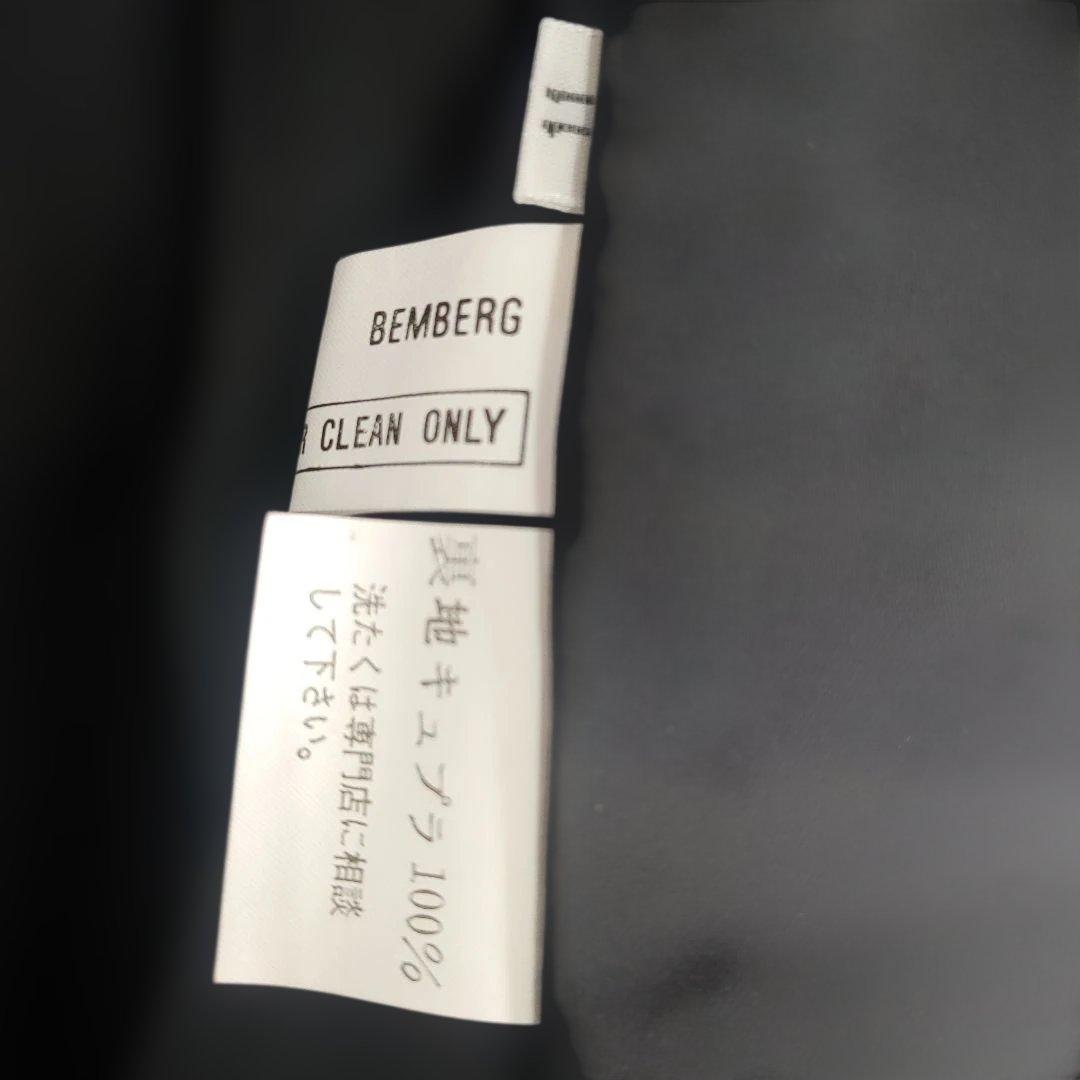 11
BEMBERG
CLEAN ONLY
裏地キュプラ100%
洗たくは専門店に相談
して下さい。